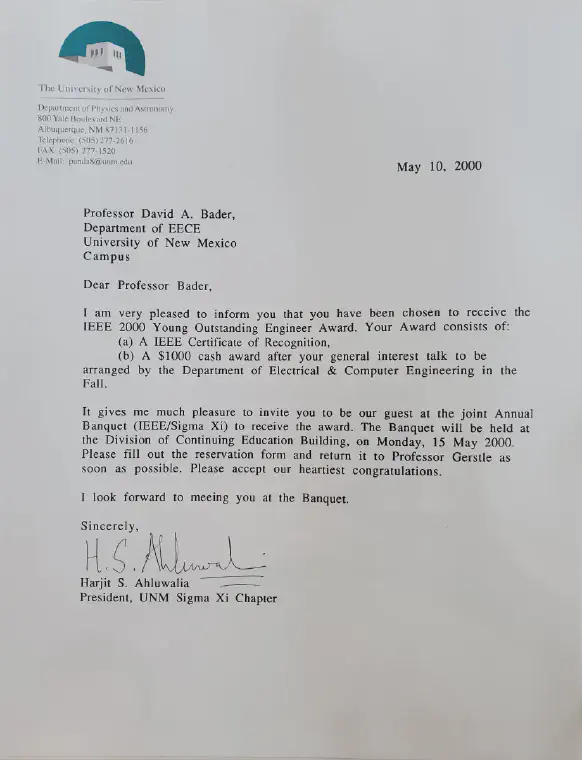 The University of New Mexico
Department of Physics and Astronomy
800 Yale Boulevard NE
Albuquerque, NM 87131-1156
Telephone: (505) 277-2616
FAX: (505) 277-1520
E-Mail: panda8@unm.edu
May 10, 2000
Professor David A. Bader,
Department of EECE
University of New Mexico
Campus
Dear Professor Bader,
I am very pleased to inform you that you have been chosen to receive the
IEEE 2000 Young Outstanding Engineer Award. Your Award consists of:
(a) A IEEE Certificate of Recognition,
(b) A $1000 cash award after your general interest talk to be
arranged by the Department of Electrical & Computer Engineering in the
Fall.
It gives me much pleasure to invite you to be our guest at the joint Annual
Banquet (IEEE/Sigma Xi) to receive the award. The Banquet will be held at
the Division of Continuing Education Building, on Monday, 15 May 2000.
Please fill out the reservation form and return it to Professor Gerstle as
soon as possible. Please accept our heartiest congratulations.
I look forward to meeing you at the Banquet.
Sincerely,
H.S. Ahluwalia
Harjit S. Ahluwalia
President, UNM Sigma Xi Chapter